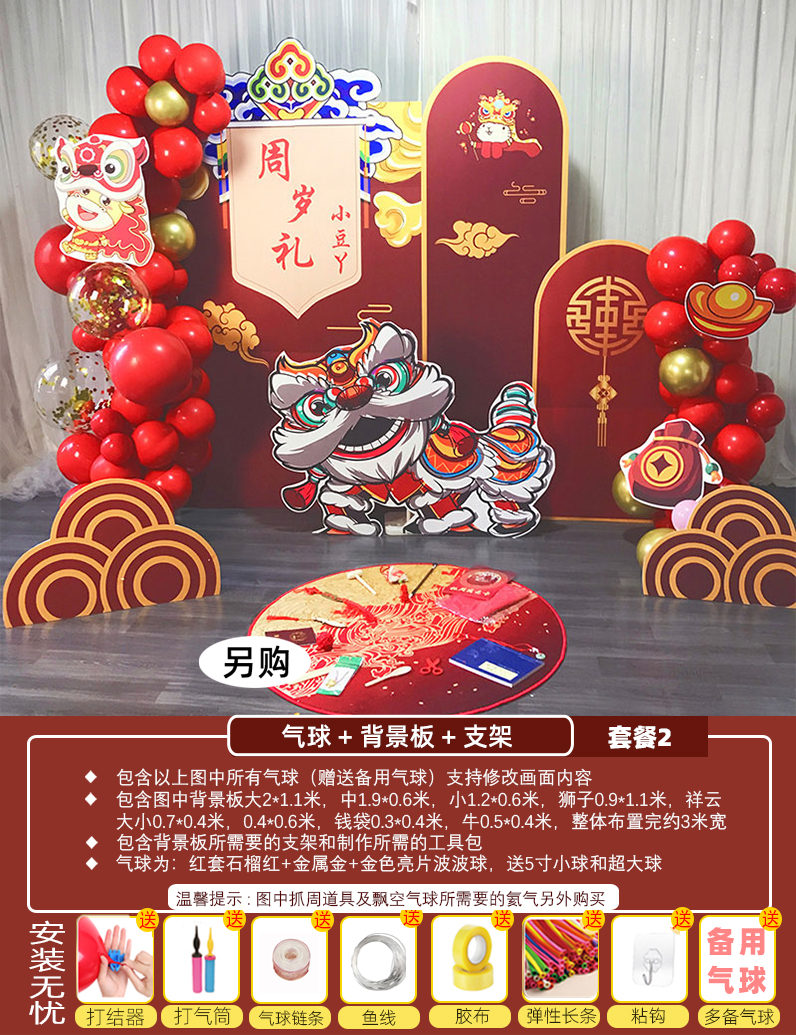 周岁礼
小豆丫
另购
气球 + 背景板 + 支架
套餐2
◆ 包含以上图中所有气球（赠送备用气球）支持修改画面内容
◆ 包含图中背景板大2*1.1米，中1.9*0.6米，小1.2*0.6米，狮子0.9*1.1米，祥云
大小0.7*0.4米，0.4*0.6米，钱袋0.3*0.4米，牛0.5*0.4米，整体布置完约3米宽
◆ 包含背景板所需要的支架和制作所需的工具包
◆ 气球为：红套石榴红+金属金+金色亮片波波球，送5寸小球和超大球
温馨提示：图中抓周道具及飘空气球所需要的氦气另外购买
安装无忧
送
送
送
送
送
送
送
送
备用
气球
打结器
打气筒
气球链条
鱼线
胶布
弹性长条
粘钩
多备气球